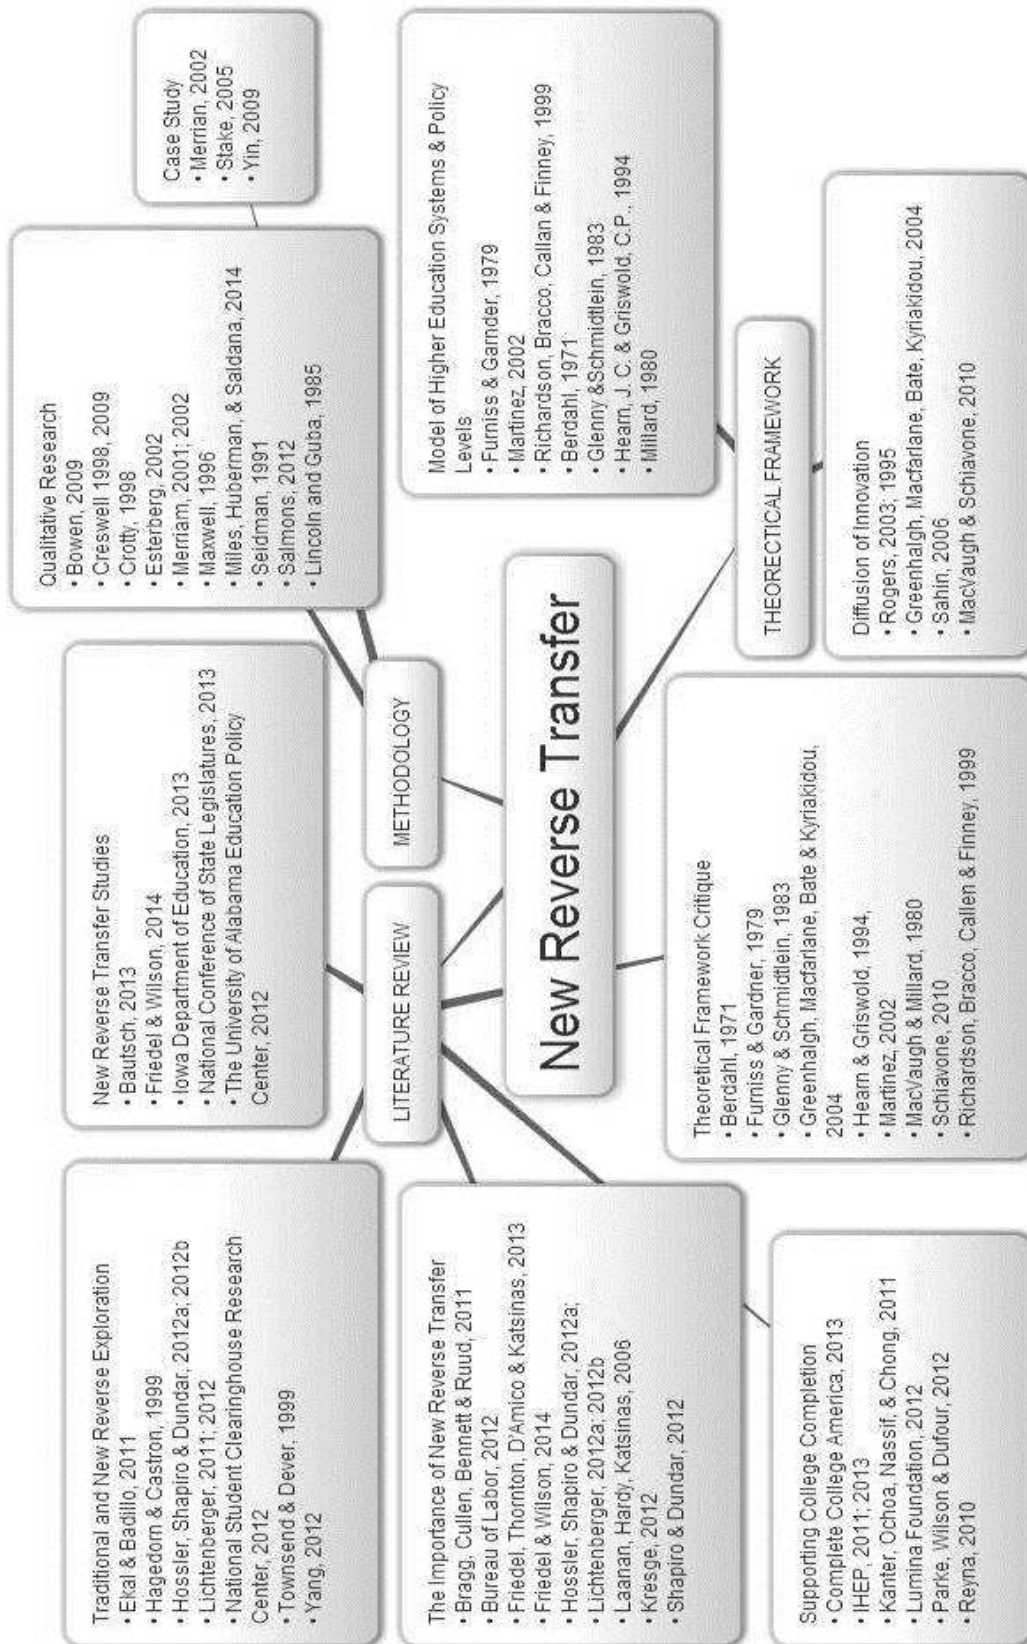 Traditional and New Reverse Exploration
• Ekal & Badillo, 2011
• Hagedorn & Castron, 1999
• Hossler, Shapiro & Dundar, 2012a; 2012b
• Lichtenberger, 2011; 2012
• National Student Clearinghouse Research
Center, 2012
• Townsend & Dever, 1999
• Yang, 2012
New Reverse Transfer Studies
• Bautsch, 2013
• Friedel & Wilson, 2014
• Iowa Department of Education, 2013
• National Conference of State Legislatures, 2013
• The University of Alabama Education Policy
Center, 2012
Qualitative Research
• Bowen, 2009
• Creswell 1998, 2009
• Crotty, 1998
• Esterberg, 2002
• Merriam, 2001; 2002
• Maxwell, 1996
• Miles, Huberman, & Saldana, 2014
• Seidman, 1991
• Salmons, 2012
• Lincoln and Guba, 1985
Case Study
• Merrian, 2002
• Stake, 2005
• Yin, 2009
LITERATURE REVIEW
METHODOLOGY
The Importance of New Reverse Transfer
• Bragg, Cullen, Bennett & Ruud, 2011
• Bureau of Labor, 2012
• Friedel, Thornton, D'Amico & Katsinas, 2013
• Friedel & Wilson, 2014
• Hossler, Shapiro & Dundar, 2012a;
• Lichtenberger, 2012a; 2012b
• Laanan, Hardy, Katsinas, 2006
• Kresge, 2012
• Shapiro & Dundar, 2012
New Reverse Transfer
Model of Higher Education Systems & Policy
Levels
• Furniss & Garnder, 1979
• Martinez, 2002
• Richardson, Bracco, Callan & Finney, 1999
• Berdahl, 1971
• Glenny &Schmidtlein, 1983
• Hearn, J. C. & Griswold, C.P., 1994
• Millard, 1980
THEORECTICAL FRAMEWORK
Supporting College Completion
• Complete College America, 2013
• IHEP, 2011; 2013
• Kanter, Ochoa, Nassif, & Chong, 2011
• Lumina Foundation, 2012
• Parke, Wilson & Dufour, 2012
• Reyna, 2010
Theoretical Framework Critique
• Berdahl, 1971
• Furniss & Gardner, 1979
• Glenny & Schmidtlein, 1983
• Greenhalgh, Macfarlane, Bate & Kyriakidou,
2004
• Hearn & Griswold, 1994,
• Martinez, 2002
• MacVaugh & Millard, 1980
• Schiavone, 2010
• Richardson, Bracco, Callen & Finney, 1999
Diffusion of Innovation
• Rogers, 2003; 1995
• Greenhalgh, Macfarlane, Bate, Kyriakidou, 2004
• Sahin, 2006
• MacVaugh & Schiavone, 2010